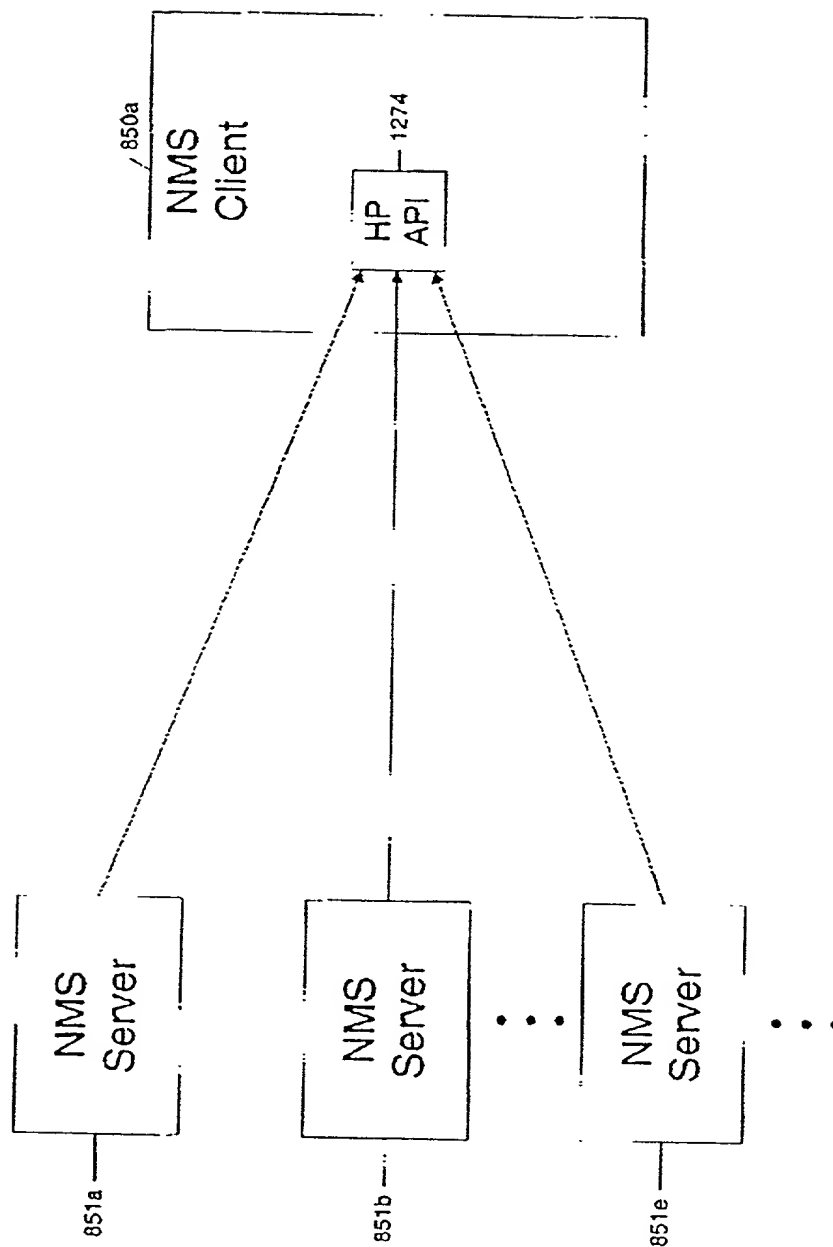 850a
NMS
Client
HP
API
1274
NMS
Server
851a
NMS
Server
851b
NMS
Server
851e